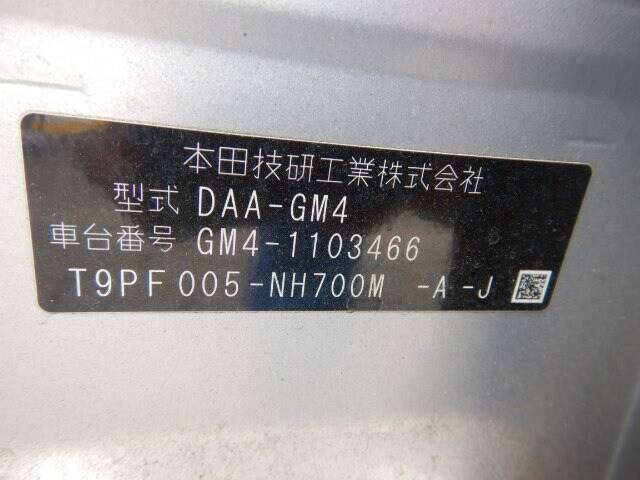 本田技研工業株式会社
型式 DAA-GM4
車台番号 GM4-1103466
T9PF005-NH700M -A-J